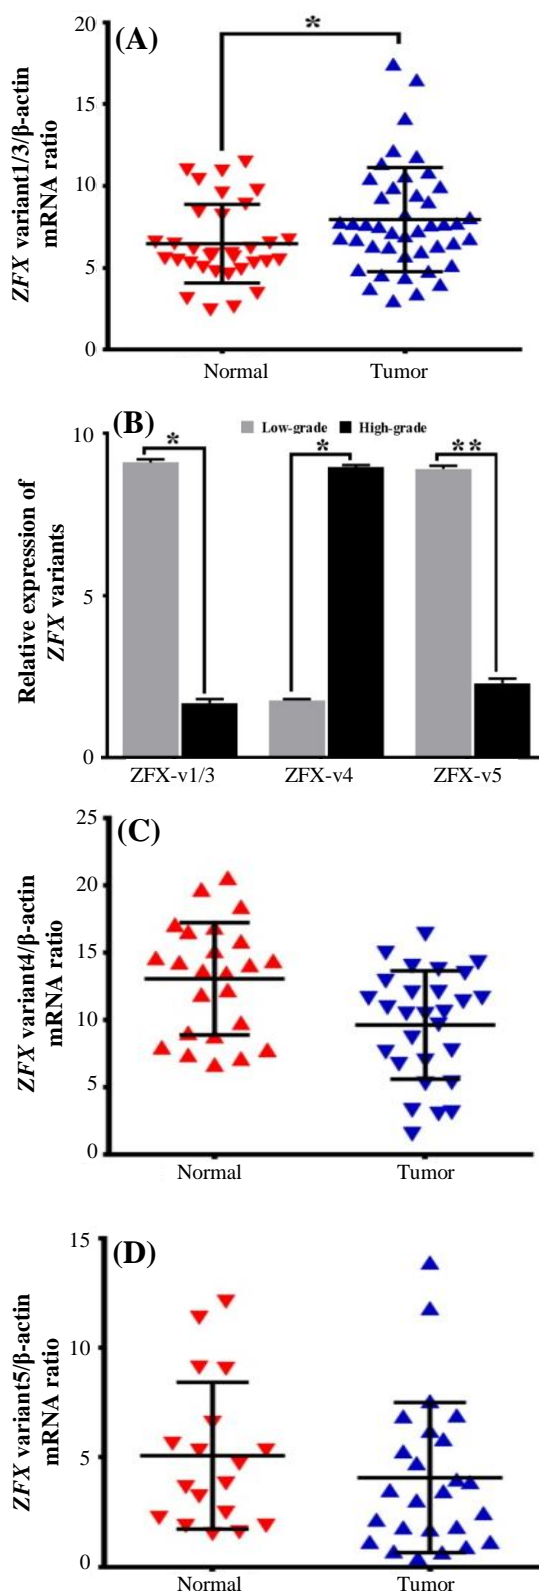 (A)
ZFX variant1/3/β-actin
mRNA ratio
20
15
10
5
0
*
Normal Tumor
(B)
Low-grade High-grade
Relative expression of
ZFX variants
10
5
0
* * **
ZFX-v1/3 ZFX-v4 ZFX-v5
(C)
ZFX variant4/β-actin
mRNA ratio
25
20
15
10
5
0
Normal Tumor
(D)
ZFX variant5/β-actin
mRNA ratio
15
10
5
0
Normal Tumor